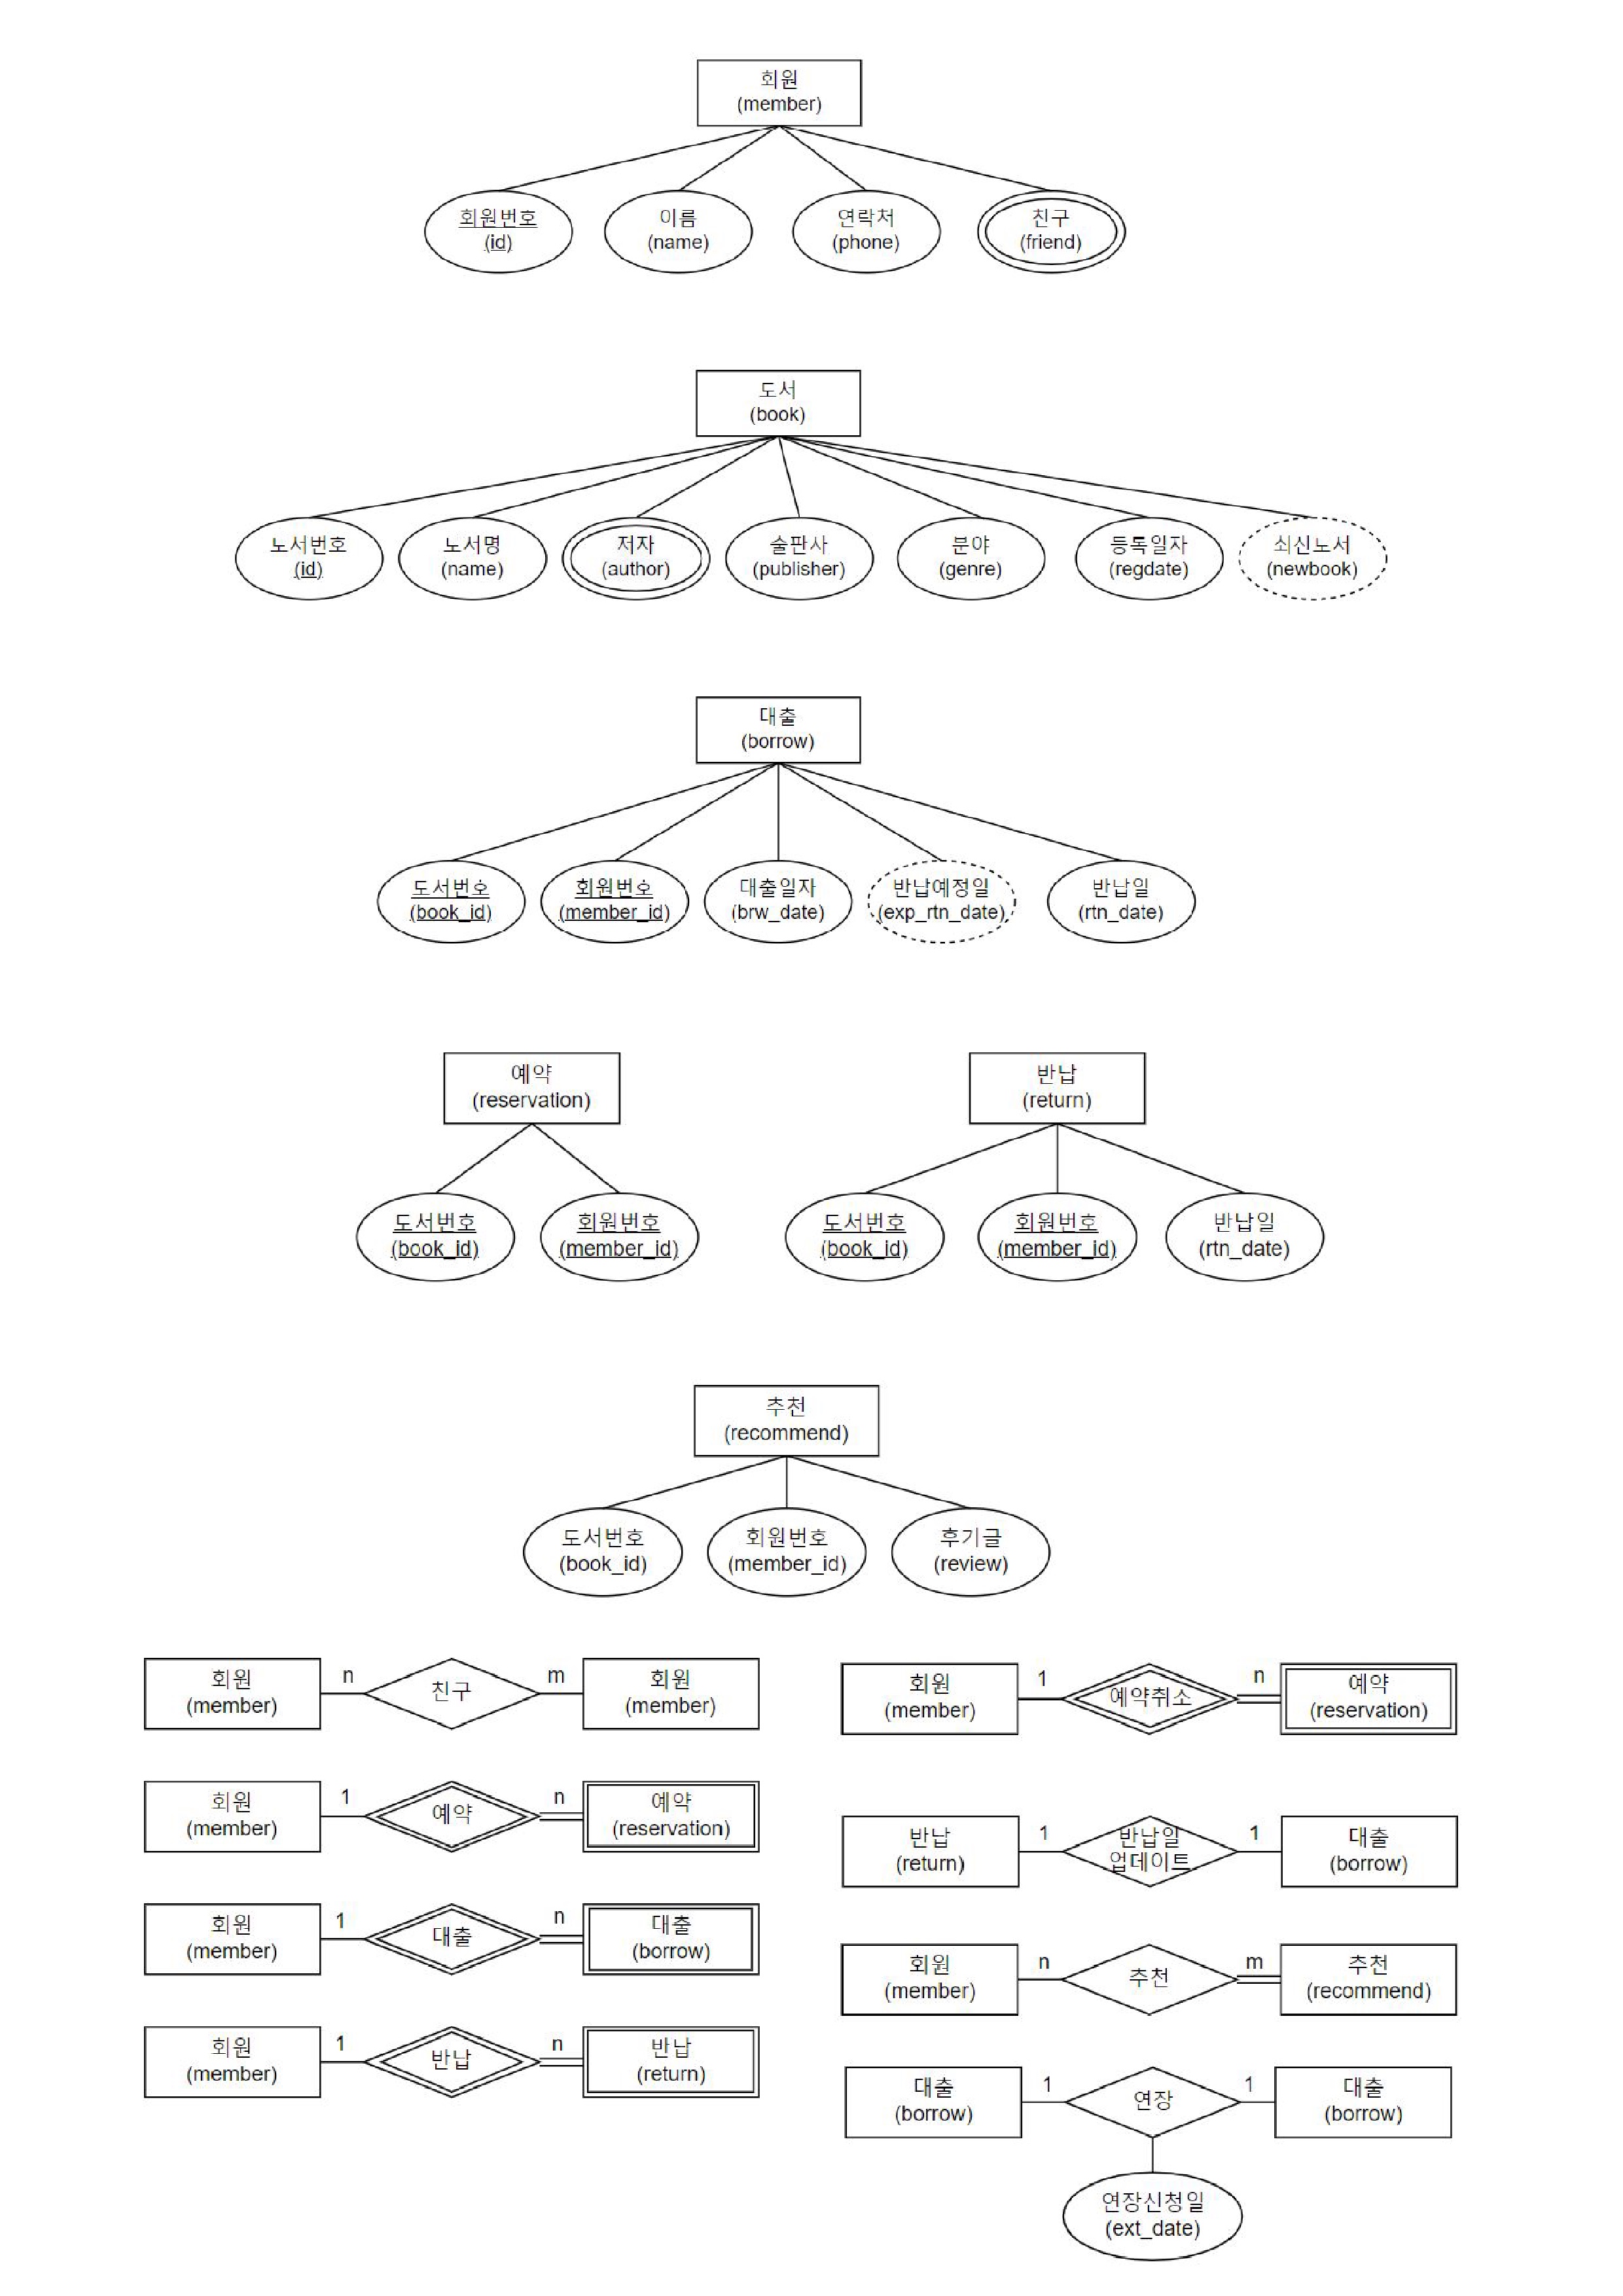 회원
(member)
회원번호
(id)
이름
(name)
연락처
(phone)
친구
(friend)
도서
(book)
도서번호
(id)
도서명
(name)
저자
(author)
출판사
(publisher)
분야
(genre)
등록일자
(regdate)
최신도서
(newbook)
대출
(borrow)
도서번호
(book_id)
회원번호
(member_id)
대출일자
(brw_date)
반납예정일
(exp_rtn_date)
반납일
(rtn_date)
예약
(reservation)
도서번호
(book_id)
회원번호
(member_id)
반납
(return)
도서번호
(book_id)
회원번호
(member_id)
반납일
(rtn_date)
추천
(recommend)
도서번호
(book_id)
회원번호
(member_id)
후기글
(review)
회원
(member)
n
친구
m
회원
(member)
회원
(member)
1
예약
n
예약
(reservation)
회원
(member)
1
대출
n
대출
(borrow)
회원
(member)
1
반납
n
반납
(return)
회원
(member)
1
예약취소
n
예약
(reservation)
반납
(return)
1
반납일
업데이트
1
대출
(borrow)
회원
(member)
n
추천
m
추천
(recommend)
대출
(borrow)
1
연장
1
대출
(borrow)
연장신청일
(ext_date)